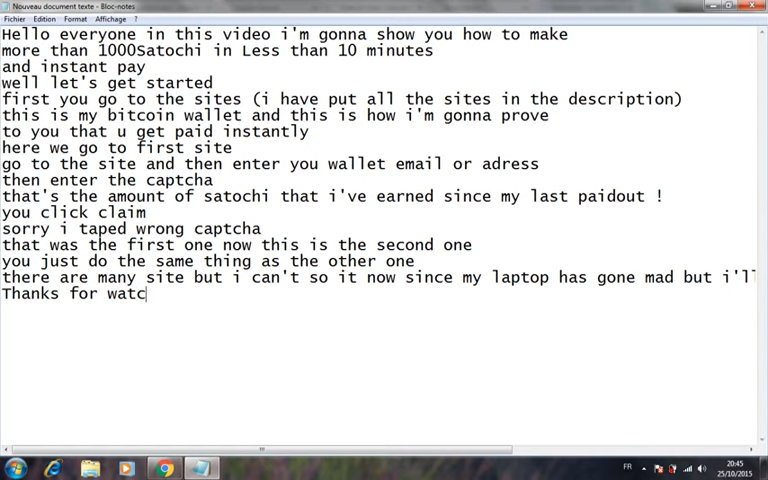 Nouveau document texte - Bloc-notes
Fichier Edition Format Affichage ?
Hello everyone in this video i'm gonna show you how to make
more than 1000Satochi in Less than 10 minutes
and instant pay
well let's get started
first you go to the sites (i have put all the sites in the description)
this is my bitcoin wallet and this is how i'm gonna prove
to you that u get paid instantly
here we go to first site
go to the site and then enter you wallet email or adress
then enter the captcha
that's the amount of satochi that i've earned since my last paidout !
you click claim
sorry i taped wrong captcha
that was the first one now this is the second one
you just do the same thing as the other one
there are many site but i can't so it now since my laptop has gone mad but i'll
Thanks for watc
FR
20:45
25/10/2015